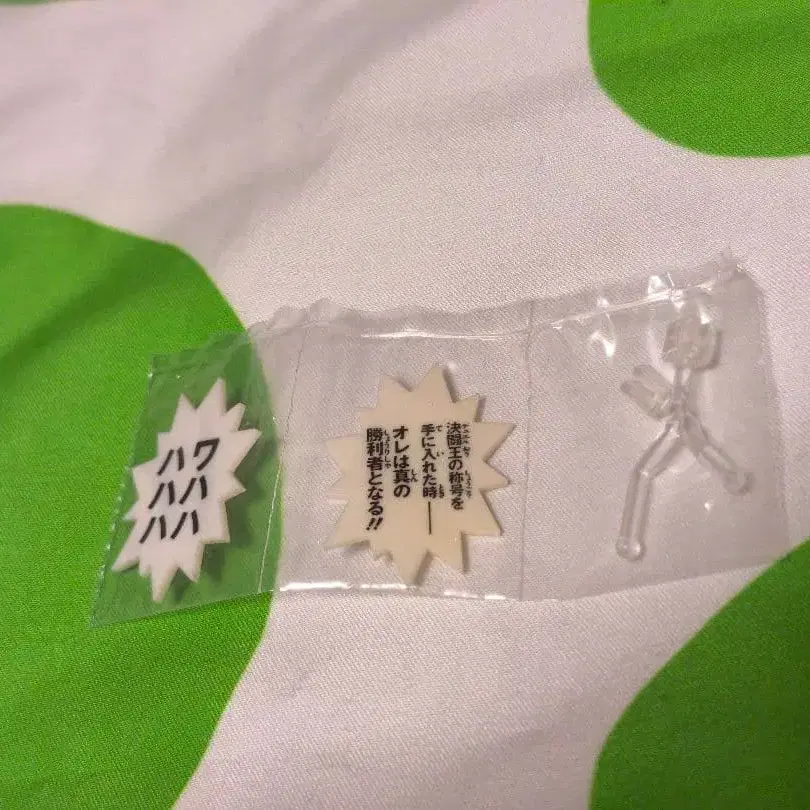 ワハハ
ハハハ
決闘王の称号を
手に入れた時――
オレは真の
勝利者となる!!